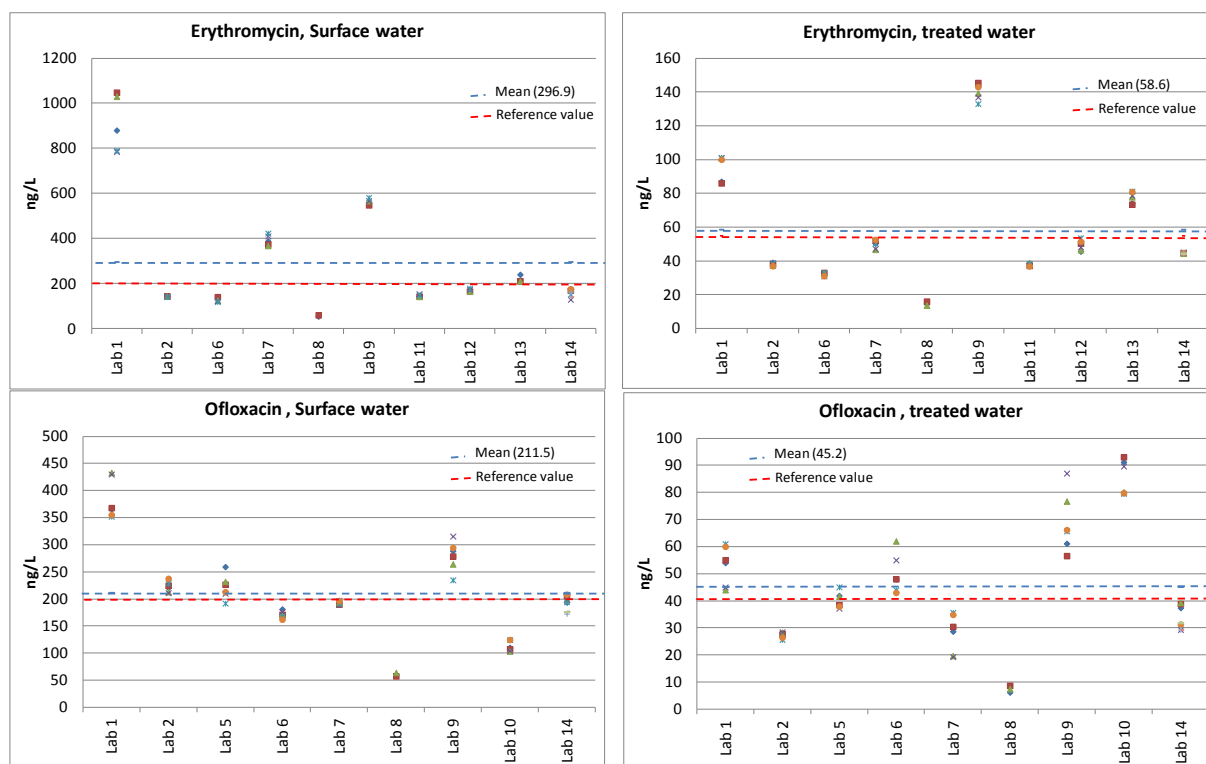 Erythromycin, Surface water
1200
1000
800
600
400
200
0
ng/L
Mean (296.9)
Reference value
Lab 1
Lab 2
Lab 6
Lab 7
Lab 8
Lab 9
Lab 11
Lab 12
Lab 13
Lab 14
Erythromycin, treated water
160
140
120
100
80
60
40
20
0
ng/L
Mean (58.6)
Reference value
Lab 1
Lab 2
Lab 6
Lab 7
Lab 8
Lab 9
Lab 11
Lab 12
Lab 13
Lab 14
Ofloxacin , Surface water
500
450
400
350
300
250
200
150
100
50
0
ng/L
Mean (211.5)
Reference value
Lab 1
Lab 2
Lab 5
Lab 6
Lab 7
Lab 8
Lab 9
Lab 10
Lab 14
Ofloxacin , treated water
100
90
80
70
60
50
40
30
20
10
0
ng/L
Mean (45.2)
Reference value
Lab 1
Lab 2
Lab 5
Lab 6
Lab 7
Lab 8
Lab 9
Lab 10
Lab 14